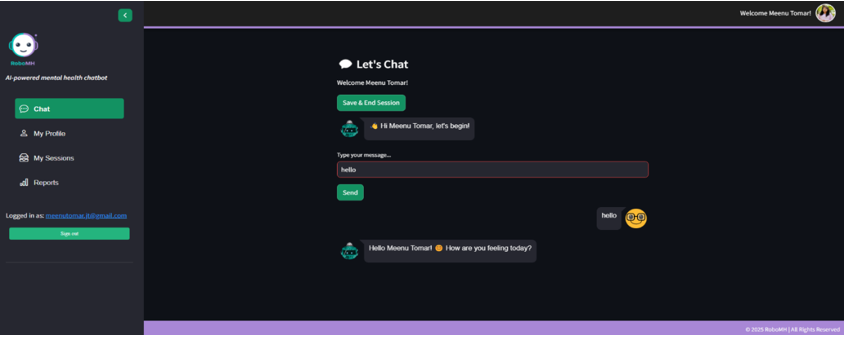 Welcome Meenu Tomar!
RoboMH
AI-powered mental health chatbot
Chat
My Profilo
My Sessions
Reports
Logged in as: meenutomar.it@gmail.com
Sign out
Let's Chat
Welcome Meenu Tomar!
Save & End Session
Hi Meenu Tomar, let's begin!
Type your message...
hello
Send
hello
Hello Meenu Tomar! How are you feeling today?
© 2025 RoboMH | All Rights Reserved